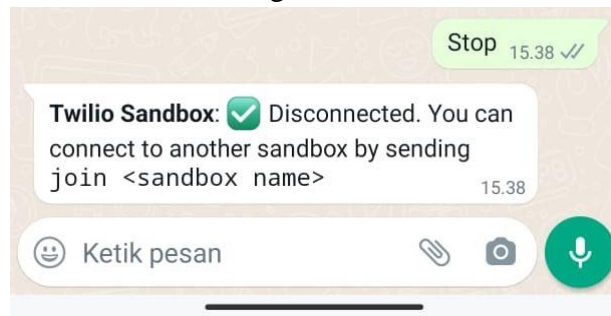 Stop 15.38
Twilio Sandbox: ✅ Disconnected. You can
connect to another sandbox by sending
join <sandbox name>
15.38
Ketik pesan